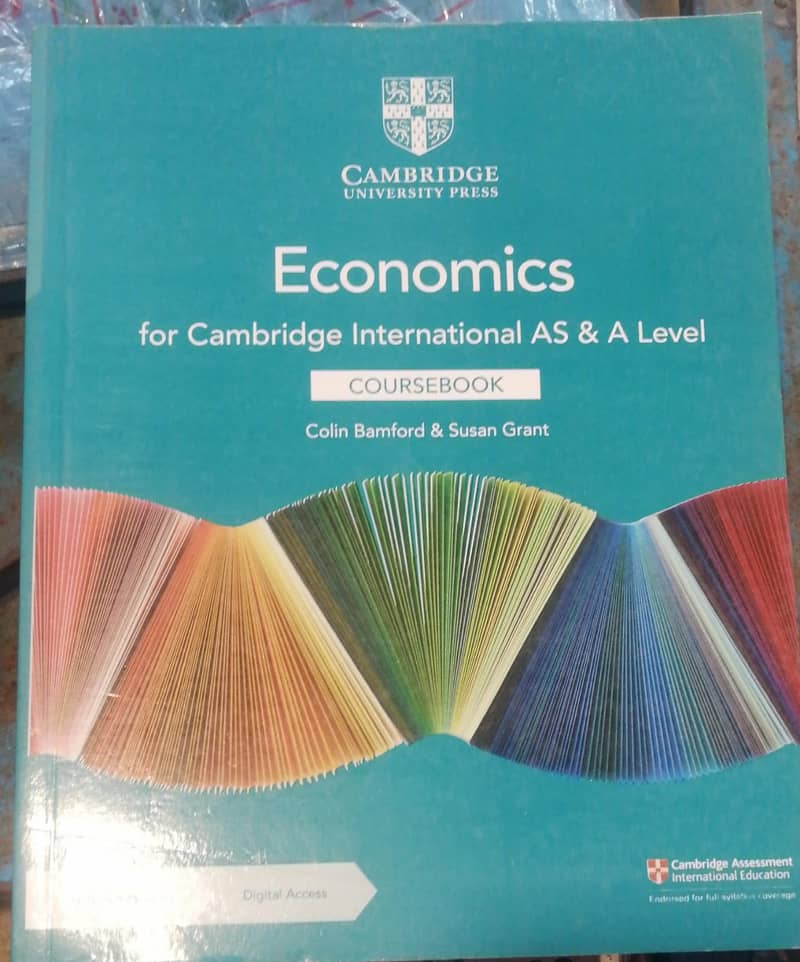 CAMBRIDGE
UNIVERSITY PRESS
Economics
for Cambridge International AS & A Level
COURSEBOOK
Colin Bamford & Susan Grant
Digital Access
Cambridge Assessment
International Education
Endorsed for full syllabus coverage